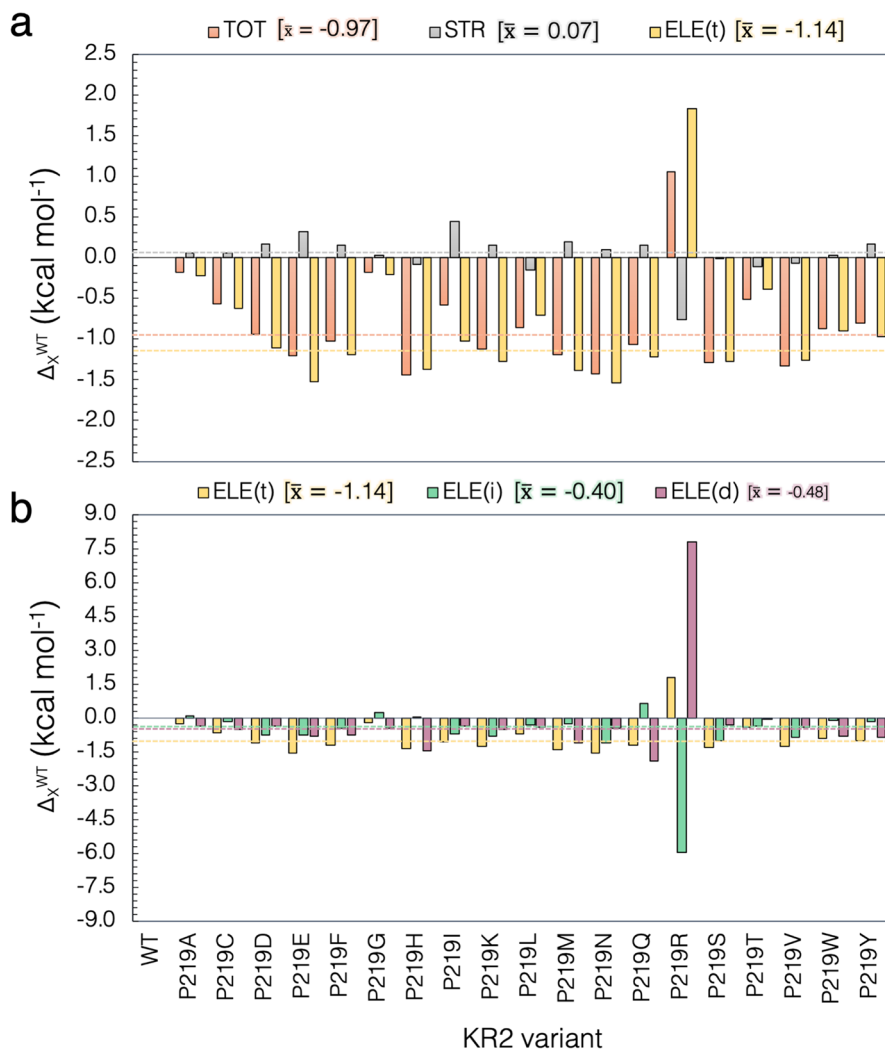 a
TOT [x̄ = -0.97] STR [x̄ = 0.07] ELE(t) [x̄ = -1.14]
2.5
2.0
1.5
1.0
0.5
0.0
-0.5
-1.0
-1.5
-2.0
-2.5
ΔX^WT (kcal mol-1)
b
ELE(t) [x̄ = -1.14] ELE(i) [x̄ = -0.40] ELE(d) [x̄ = -0.48]
9.0
7.5
6.0
4.5
3.0
1.5
0.0
-1.5
-3.0
-4.5
-6.0
-7.5
-9.0
ΔX^WT (kcal mol-1)
WT
P219A
P219C
P219D
P219E
P219F
P219G
P219H
P219I
P219K
P219L
P219M
P219N
P219Q
P219R
P219S
P219T
P219V
P219W
P219Y
KR2 variant